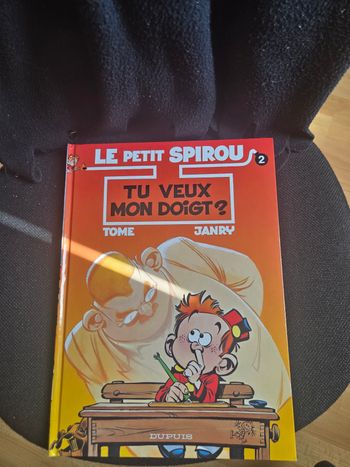 LE PETIT SPIROU 2
TU VEUX
MON DOIGT?
TOME JANRY
DUPUIS